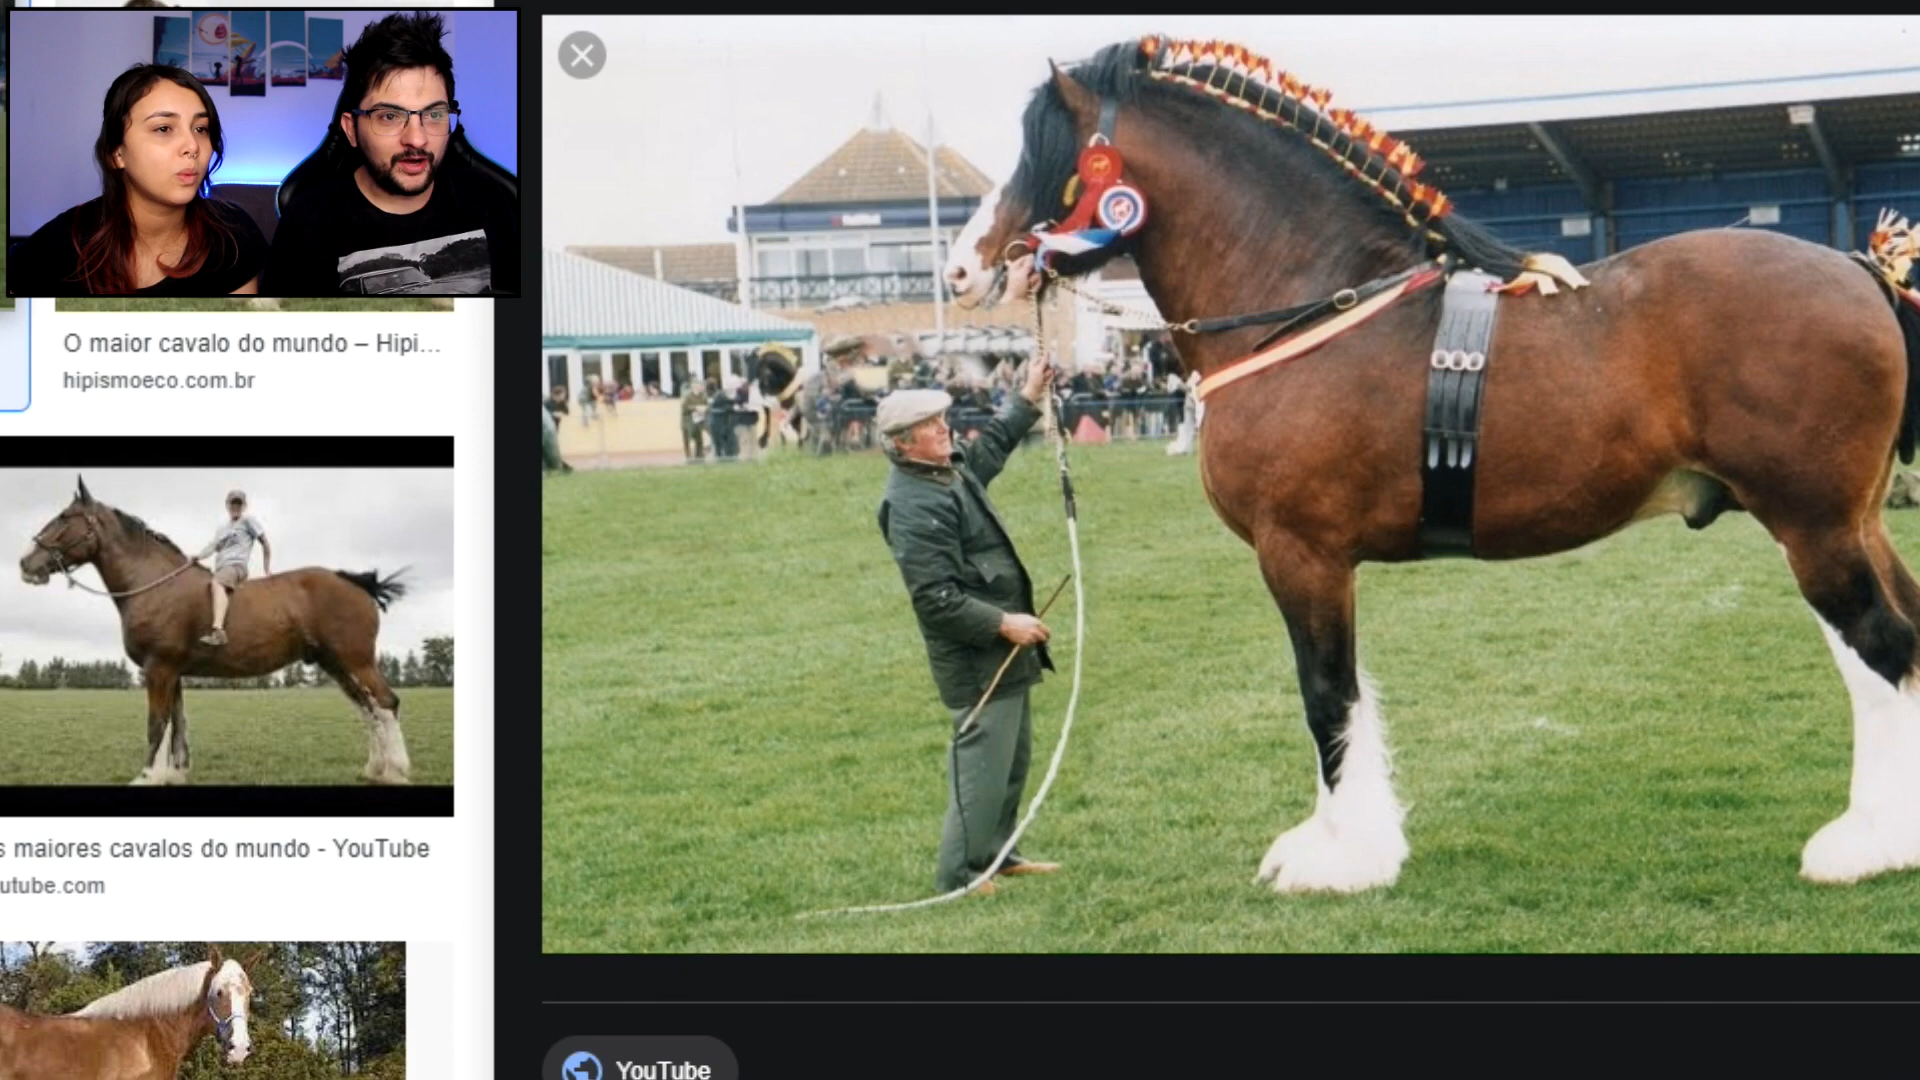 O maior cavalo do mundo – Hipi...
hipismoeco.com.br
s maiores cavalos do mundo - YouTube
utube.com
YouTube